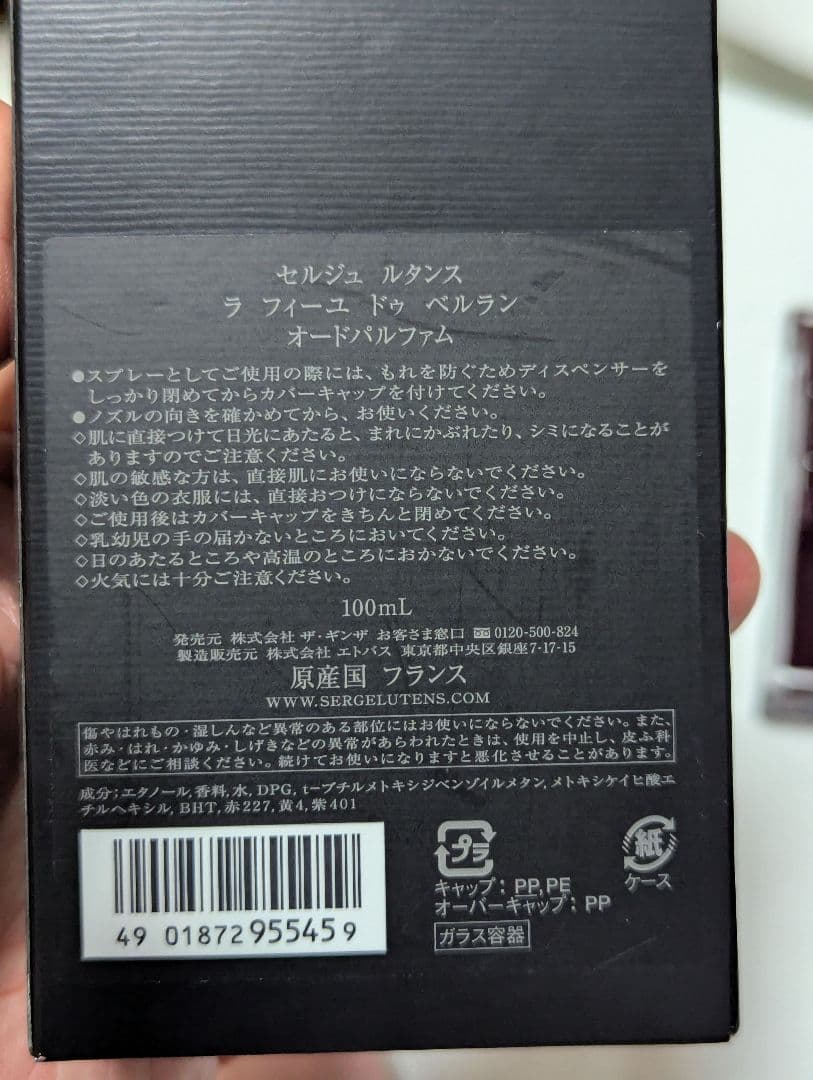 セルジュ ルタンス
ラ フィーユ ドゥ ベルラン
オードパルファム
●スプレーとしてご使用の際には、もれを防ぐためディスペンサーを
しっかり閉めてからカバーキャップを付けてください。
●ノズルの向きを確かめてから、お使いください。
◇肌に直接つけて日光にあたると、まれにかぶれたり、シミになることが
ありますのでご注意ください。
◇肌の敏感な方は、直接肌にお使いにならないでください。
◇淡い色の衣服には、直接おつけにならないでください。
◇ご使用後はカバーキャップをきちんと閉めてください。
◇乳幼児の手の届かないところにおいてください。
◇日のあたるところや高温のところにおかないでください。
◇火気には十分ご注意ください。
100mL
発売元 株式会社 ザ・ギンザ お客さま窓口 0120-500-824
製造販売元 株式会社 エトバス 東京都中央区銀座7-17-15
原産国 フランス
WWW.SERGELUTENS.COM
傷やはれもの・湿しんなど異常のある部位にはお使いにならないでください。また、
赤み・はれ・かゆみ・しげきなどの異常があらわれたときは、使用を中止し、皮ふ科
医などにご相談ください。続けてお使いになりますと悪化させることがあります。
成分;エタノール,香料,水,DPG,t-ブチルメトキシジベンゾイルメタン,メトキシケイヒ酸エ
チルヘキシル,BHT,赤227,黄4,紫401
プラ
紙
キャップ: PP,PE
ケース
オーバーキャップ: PP
ガラス容器
49 01872 955459